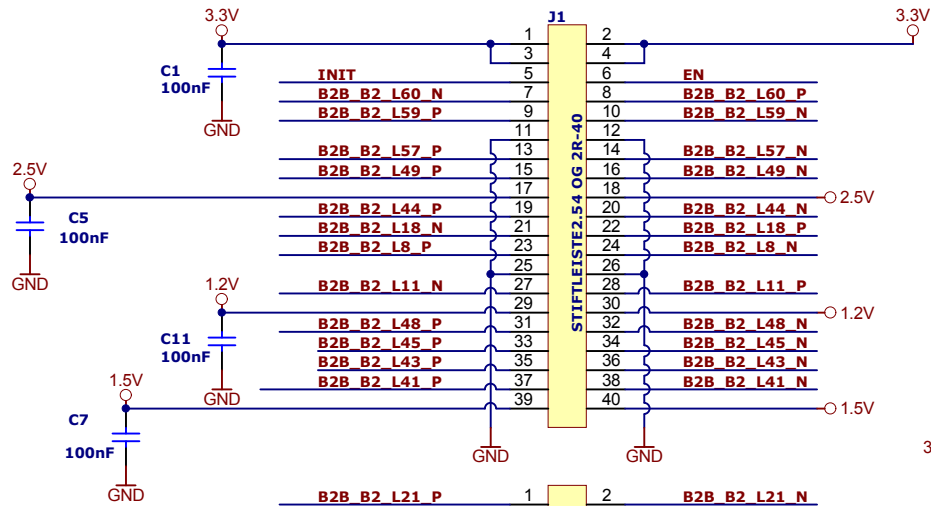 3.3V J1 3.3V
1 2
3 4
C1
100nF
INIT 5 6 EN
B2B_B2_L60_N 7 8 B2B_B2_L60_P
B2B_B2_L59_P 9 10 B2B_B2_L59_N
GND 11 12
B2B_B2_L57_P 13 14 B2B_B2_L57_N
2.5V B2B_B2_L49_P 15 16 B2B_B2_L49_N
17 18 2.5V
C5
100nF
B2B_B2_L44_P 19 20 B2B_B2_L44_N
B2B_B2_L18_N 21 22 B2B_B2_L18_P
B2B_B2_L8_P 23 24 B2B_B2_L8_N
GND 25 26
STIFTLEISTE2.54 OG 2R-40
1.2V B2B_B2_L11_N 27 28 B2B_B2_L11_P
29 30 1.2V
C11
100nF
B2B_B2_L48_P 31 32 B2B_B2_L48_N
B2B_B2_L45_P 33 34 B2B_B2_L45_N
B2B_B2_L43_P 35 36 B2B_B2_L43_N
1.5V B2B_B2_L41_P 37 38 B2B_B2_L41_N
GND
39 40 1.5V
C7
100nF
GND GND 3
GND
B2B_B2_L21_P 1 2 B2B_B2_L21_N